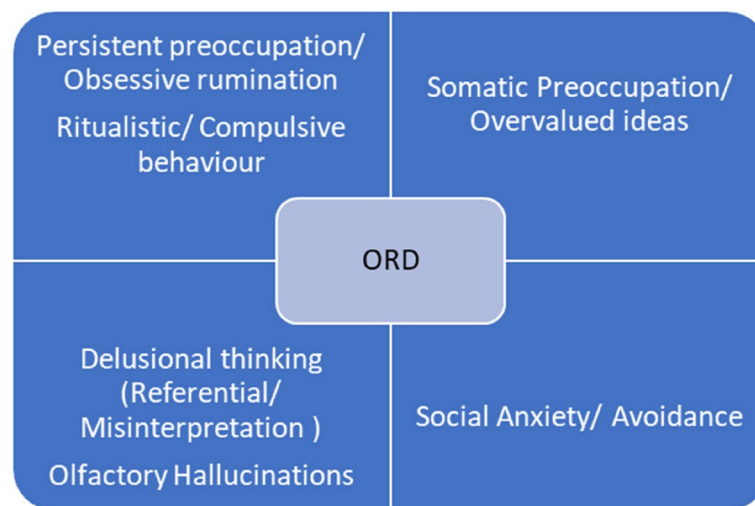 Persistent preoccupation/
Obsessive rumination
Ritualistic/ Compulsive
behaviour
Somatic Preoccupation/
Overvalued ideas
ORD
Delusional thinking
(Referential/
Misinterpretation )
Olfactory Hallucinations
Social Anxiety/ Avoidance